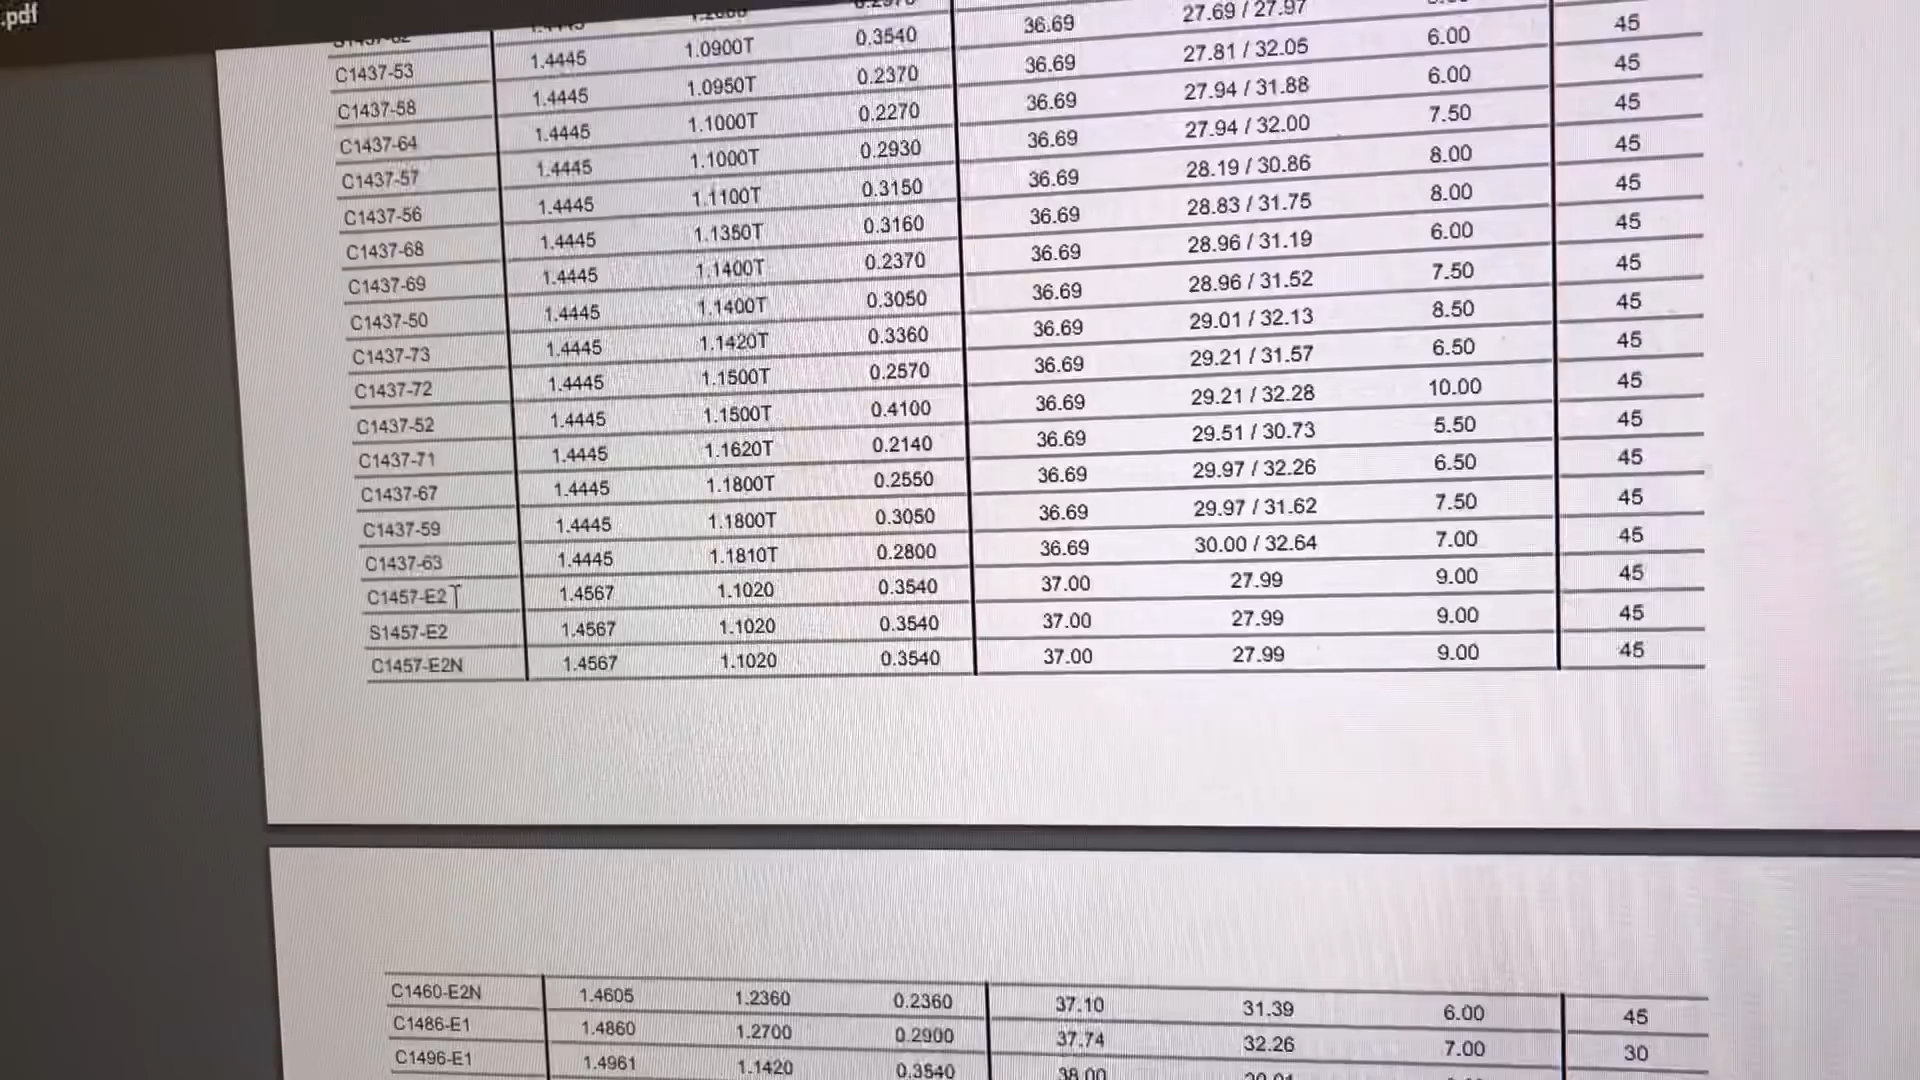 .pdf
C1437-53 1.4445 1.0900T 0.3540 36.69 27.69 / 27.97
C1437-58 1.4445 1.0950T 0.2370 36.69 27.81 / 32.05 6.00 45
C1437-64 1.4445 1.1000T 0.2270 36.69 27.94 / 31.88 6.00 45
C1437-57 1.4445 1.1000T 0.2930 36.69 27.94 / 32.00 7.50 45
C1437-56 1.4445 1.1100T 0.3150 36.69 28.19 / 30.86 8.00 45
C1437-68 1.4445 1.1350T 0.3160 36.69 28.83 / 31.75 8.00 45
C1437-69 1.4445 1.1400T 0.2370 36.69 28.96 / 31.19 6.00 45
C1437-50 1.4445 1.1400T 0.3050 36.69 28.96 / 31.52 7.50 45
C1437-73 1.4445 1.1420T 0.3360 36.69 29.01 / 32.13 8.50 45
C1437-72 1.4445 1.1500T 0.2570 36.69 29.21 / 31.57 6.50 45
C1437-52 1.4445 1.1500T 0.4100 36.69 29.21 / 32.28 10.00 45
C1437-71 1.4445 1.1620T 0.2140 36.69 29.51 / 30.73 5.50 45
C1437-67 1.4445 1.1800T 0.2550 36.69 29.97 / 32.26 6.50 45
C1437-59 1.4445 1.1800T 0.3050 36.69 29.97 / 31.62 7.50 45
C1437-63 1.4445 1.1810T 0.2800 36.69 30.00 / 32.64 7.00 45
C1457-E2 1.4567 1.1020 0.3540 37.00 27.99 9.00 45
S1457-E2 1.4567 1.1020 0.3540 37.00 27.99 9.00 45
C1457-E2N 1.4567 1.1020 0.3540 37.00 27.99 9.00 45
C1460-E2N 1.4605 1.2360 0.2360 37.10 31.39 6.00 45
C1486-E1 1.4860 1.2700 0.2900 37.74 32.26 7.00 30
C1496-E1 1.4961 1.1420 0.3540 38.00